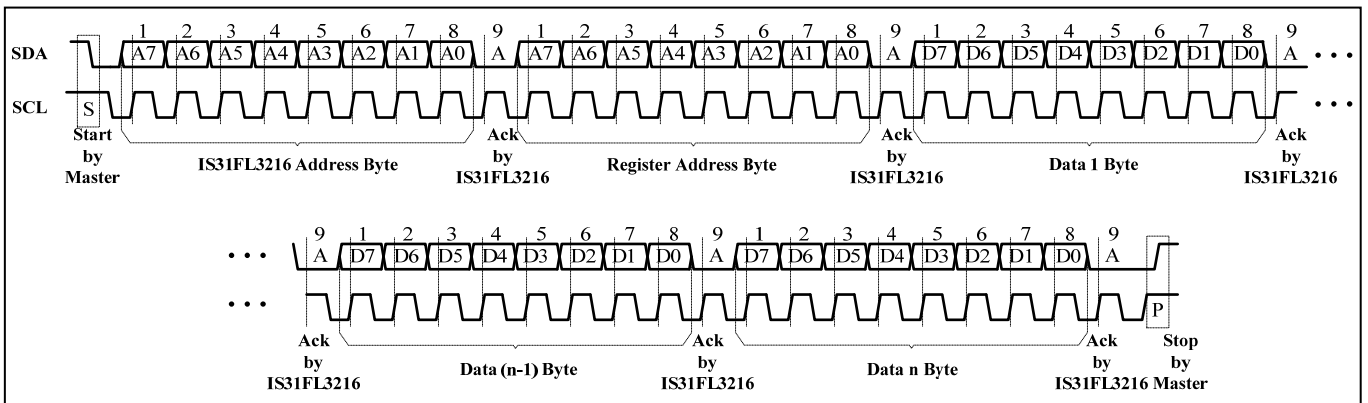 1 2 3 4 5 6 7 8 9 1 2 3 4 5 6 7 8 9 1 2 3 4 5 6 7 8 9
SDA A7 A6 A5 A4 A3 A2 A1 A0 A A7 A6 A5 A4 A3 A2 A1 A0 A D7 D6 D5 D4 D3 D2 D1 D0 A • • •
SCL S • • •
Start by Master
IS31FL3216 Address Byte
Ack by IS31FL3216
Register Address Byte
Ack by IS31FL3216
Data 1 Byte
Ack by IS31FL3216
9 1 2 3 4 5 6 7 8 9 1 2 3 4 5 6 7 8 9
• • • A D7 D6 D5 D4 D3 D2 D1 D0 A D7 D6 D5 D4 D3 D2 D1 D0 A
• • • P
Ack by IS31FL3216
Data (n-1) Byte
Ack by IS31FL3216
Data n Byte
Ack by IS31FL3216
Stop by Master